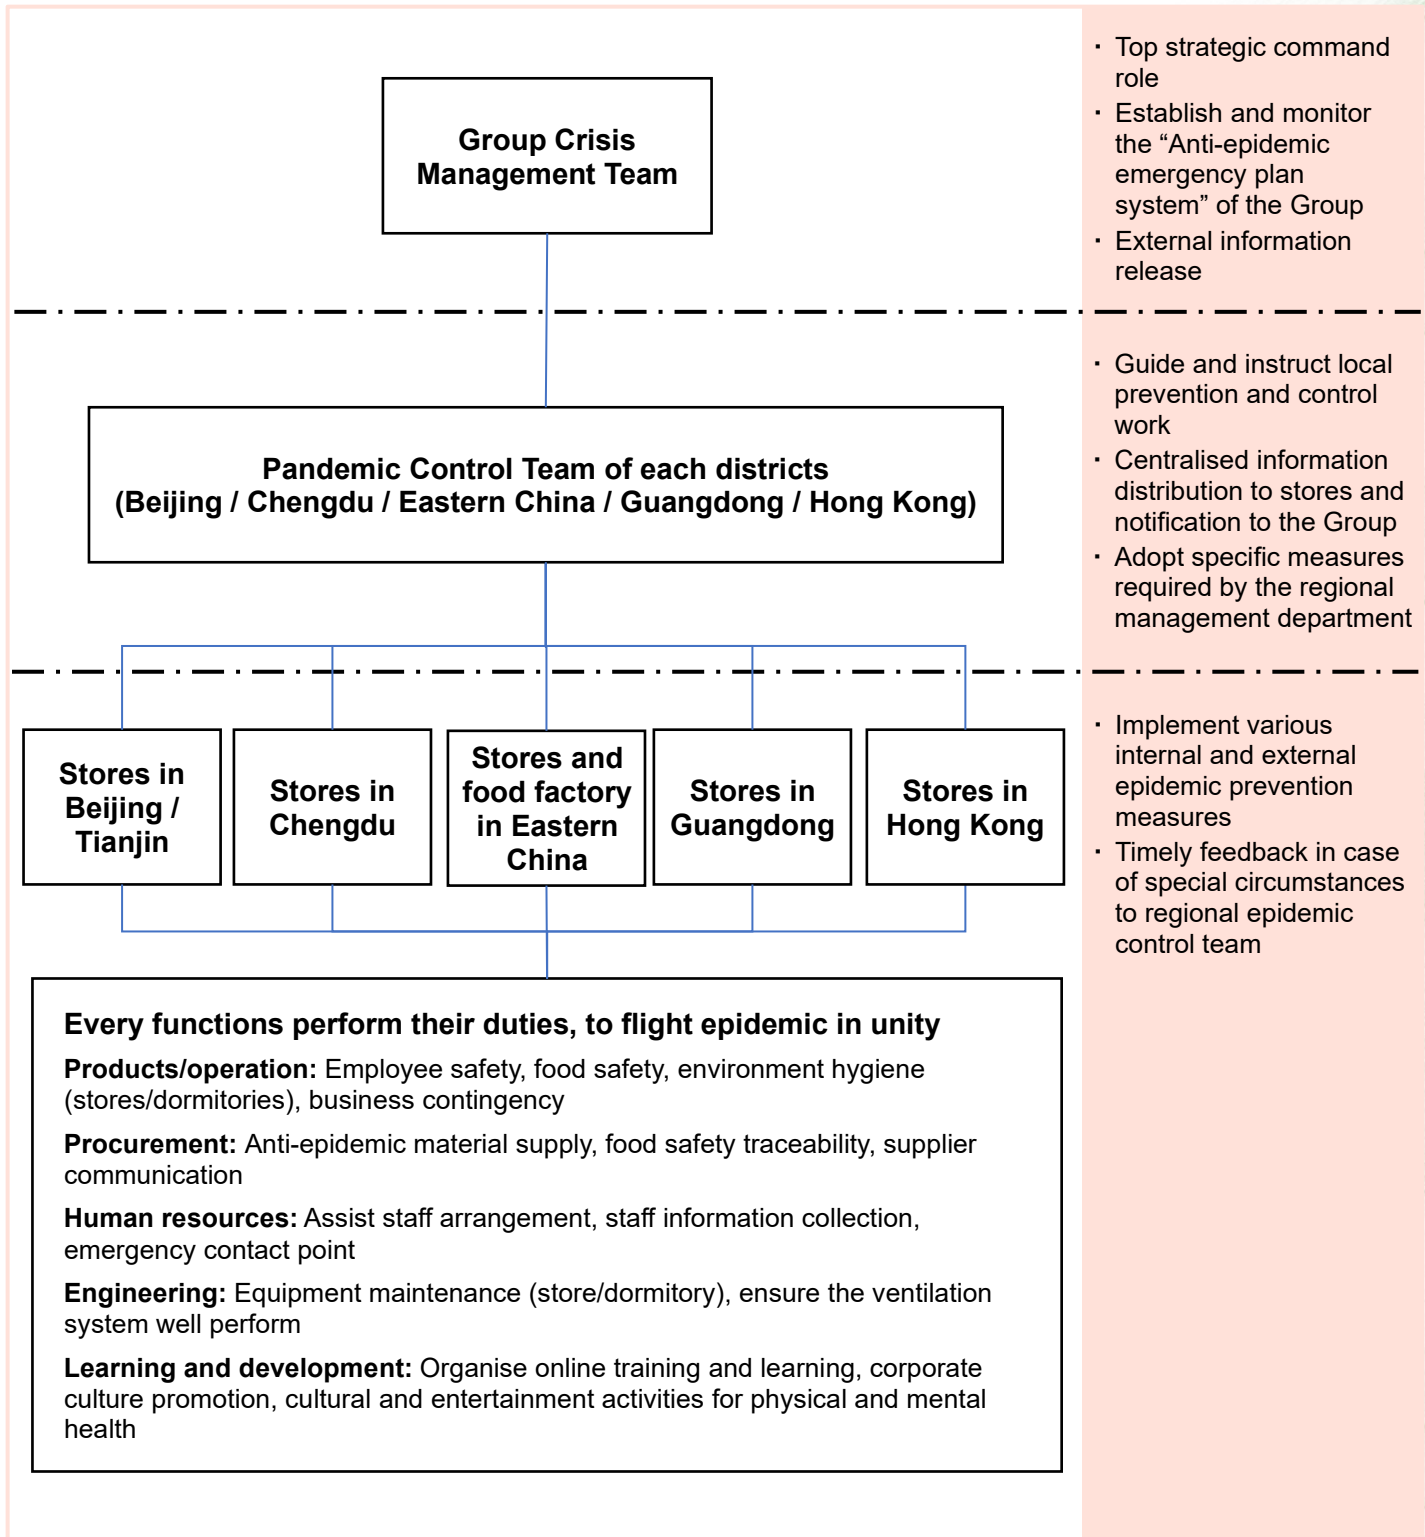 Group Crisis
Management Team
· Top strategic command
role
· Establish and monitor
the “Anti-epidemic
emergency plan
system” of the Group
· External information
release
Pandemic Control Team of each districts
(Beijing / Chengdu / Eastern China / Guangdong / Hong Kong)
· Guide and instruct local
prevention and control
work
· Centralised information
distribution to stores and
notification to the Group
· Adopt specific measures
required by the regional
management department
Stores in
Beijing /
Tianjin
Stores in
Chengdu
Stores and
food factory
in Eastern
China
Stores in
Guangdong
Stores in
Hong Kong
· Implement various
internal and external
epidemic prevention
measures
· Timely feedback in case
of special circumstances
to regional epidemic
control team
Every functions perform their duties, to flight epidemic in unity
Products/operation: Employee safety, food safety, environment hygiene
(stores/dormitories), business contingency
Procurement: Anti-epidemic material supply, food safety traceability, supplier
communication
Human resources: Assist staff arrangement, staff information collection,
emergency contact point
Engineering: Equipment maintenance (store/dormitory), ensure the ventilation
system well perform
Learning and development: Organise online training and learning, corporate
culture promotion, cultural and entertainment activities for physical and mental
health